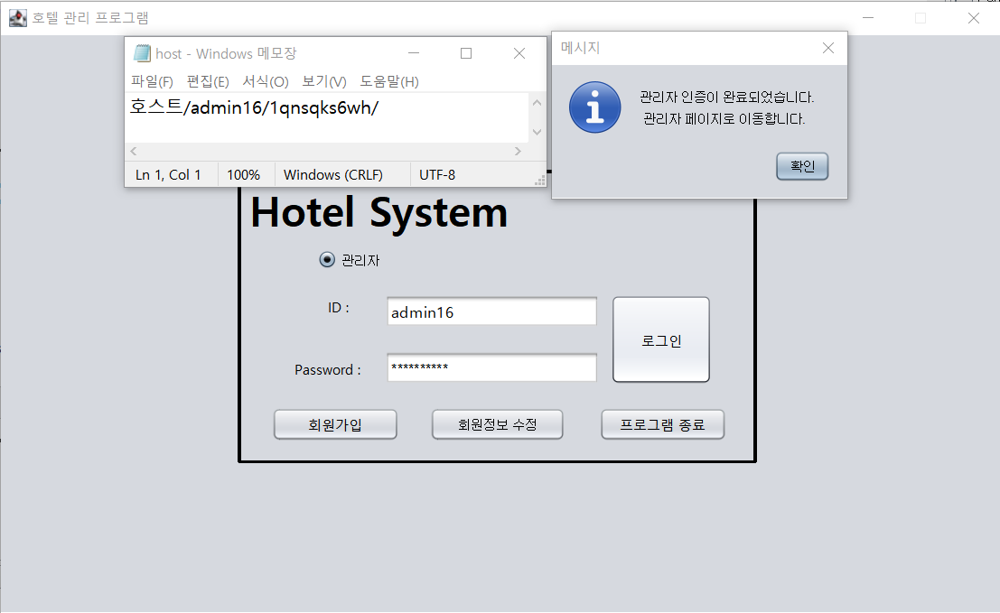 호텔 관리 프로그램
host - Windows 메모장
파일(F) 편집(E) 서식(O) 보기(V) 도움말(H)
호스트/admin16/1qnsqks6wh/
Ln 1, Col 1 100% Windows (CRLF) UTF-8
메시지
관리자 인증이 완료되었습니다.
관리자 페이지로 이동합니다.
확인
Hotel System
관리자
ID :
admin16
로그인
Password :
**********
회원가입 회원정보 수정 프로그램 종료